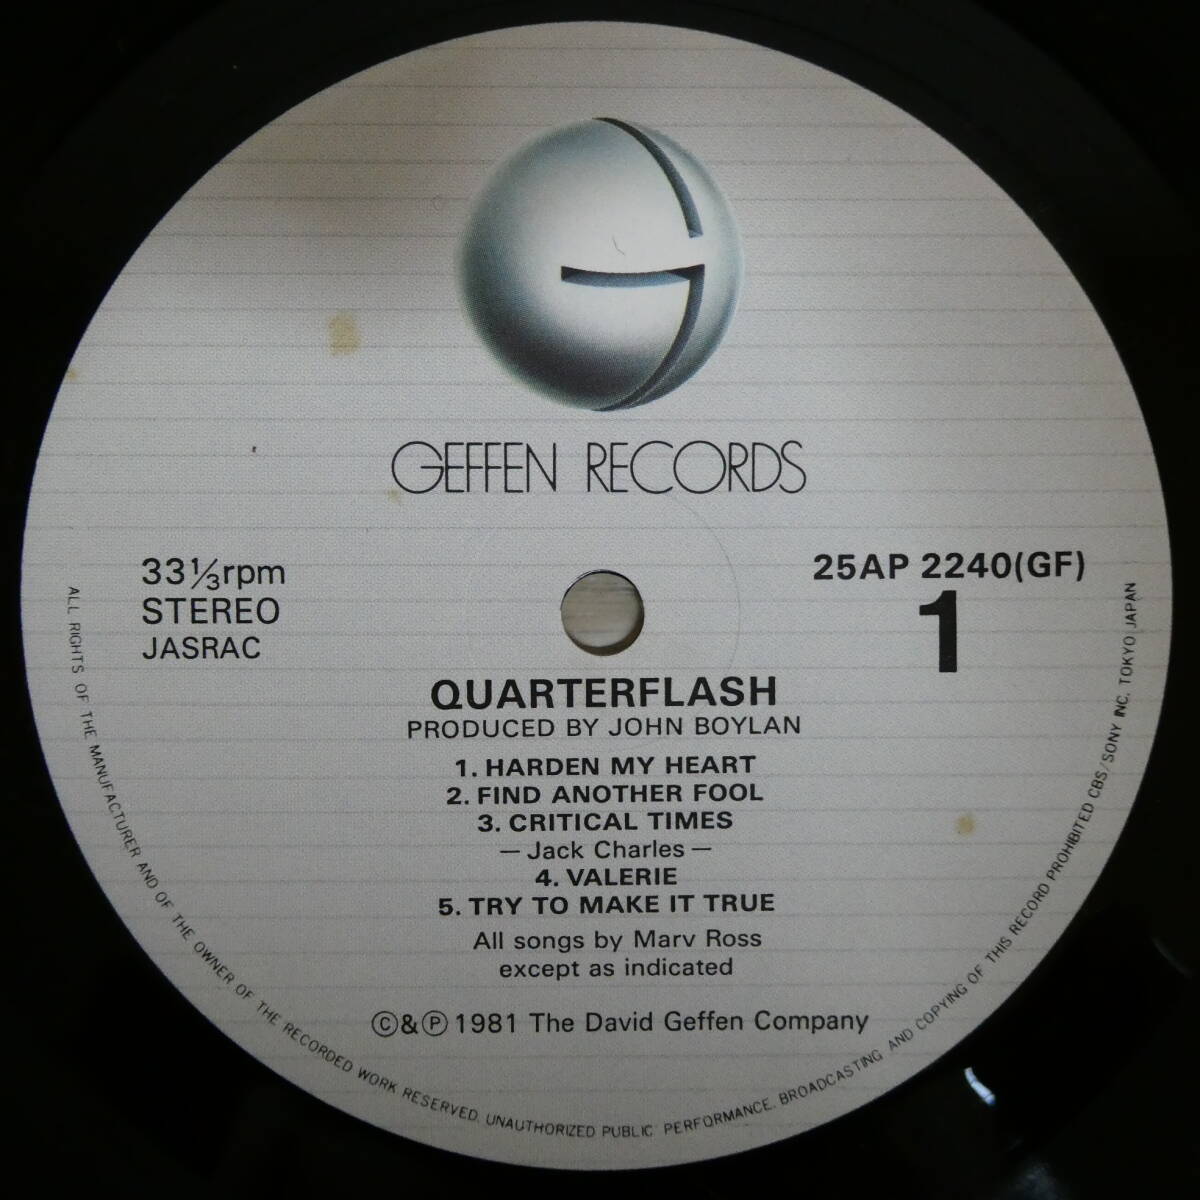 GEFFEN RECORDS
33⅓rpm
STEREO
JASRAC
25AP 2240(GF)
1
QUARTERFLASH
PRODUCED BY JOHN BOYLAN
1. HARDEN MY HEART
2. FIND ANOTHER FOOL
3. CRITICAL TIMES
— Jack Charles —
4. VALERIE
5. TRY TO MAKE IT TRUE
All songs by Marv Ross
except as indicated
Ⓒ&Ⓟ 1981 The David Geffen Company
ALL RIGHTS OF THE MANUFACTURER AND OF THE OWNER OF THE RECORDED WORK RESERVED. UNAUTHORIZED PUBLIC PERFORMANCE. BROADCASTING AND COPYING OF THIS RECORD PROHIBITED CBS/SONY INC. TOKYO JAPAN